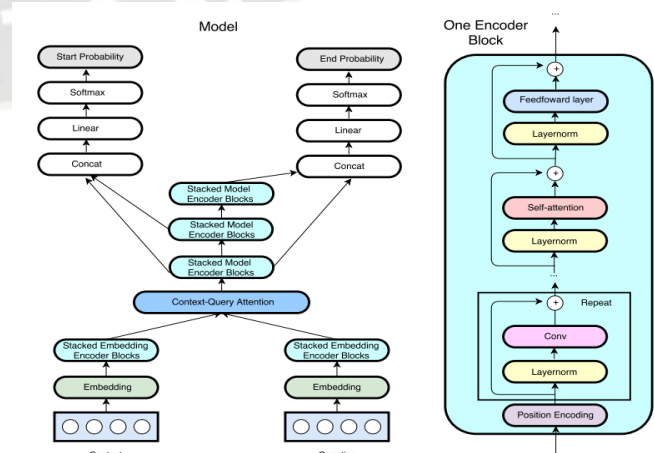 Model
Start Probability
Softmax
Linear
Concat
End Probability
Softmax
Linear
Concat
Stacked Model
Encoder Blocks
Stacked Model
Encoder Blocks
Stacked Model
Encoder Blocks
Context-Query Attention
Stacked Embedding
Encoder Blocks
Stacked Embedding
Encoder Blocks
Embedding
Embedding
One Encoder
Block
...
+
Feedfoward layer
Layernorm
+
Self-attention
Layernorm
...
+
Repeat
Conv
Layernorm
Position Encoding